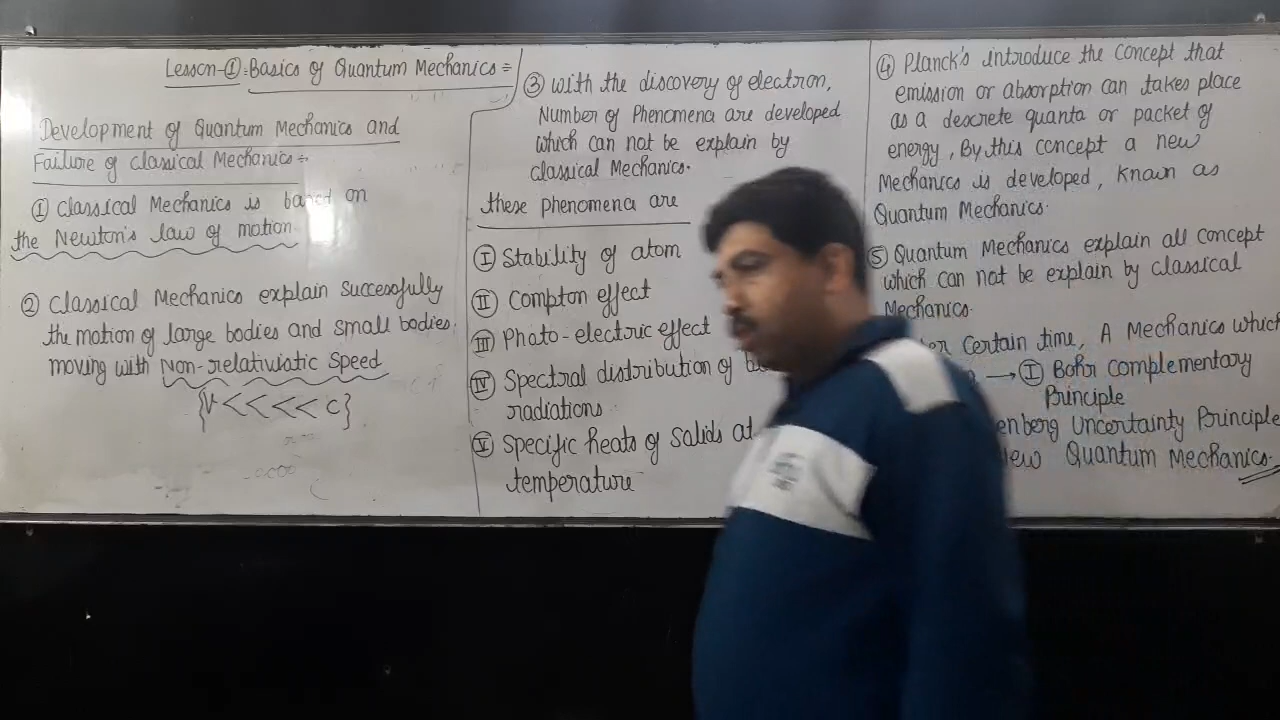 Lesson-① :- Basics of Quantum Mechanics :=
Development of Quantum Mechanics and
Failure of classical Mechanics :-
① classical Mechanics is based on
the Newton's law of motion
② classical Mechanics explain successfully
the motion of large bodies and small bodies
moving with Non-relativiatic Speed
{v<<<< c}
③ with the discovery of electron,
Number of Phenomena are developed
which can not be explain by
classical Mechanics.
these phenomena are
Ⓘ Stability of atom
Ⅱ Compton effect
Ⅲ Photo-electric effect
Ⅳ Spectral distribution of
radiations
Ⅴ Specific heats of Solids at
temperature
④ Planck's introduce the concept that
emission or absorption can takes place
as a descrete quanta or packet of
energy, By this concept a new
Mechanics is developed, known as
Quantum Mechanics.
⑤ Quantum Mechanics explain all concept
which can not be explain by classical
Mechanics.
Certain time, A Mechanics which
→ Ⓘ Bohr complementary
Principle
enberg Uncertainty Principle
Quantum Mechanics.